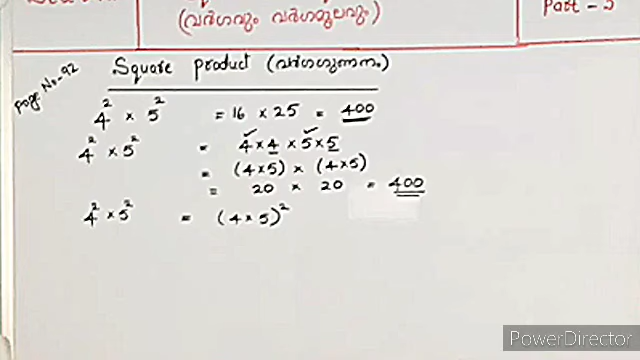 (വർഗവും വർഗമൂലവും)
Part - 3
Page No - 92
Square product (വർഗഗുണനം)
4² × 5² = 16 × 25 = 400
4² × 5² = 4 × 4 × 5 × 5
= (4×5) × (4×5)
= 20 × 20 = 400
4² × 5² = (4 × 5)²
PowerDirector